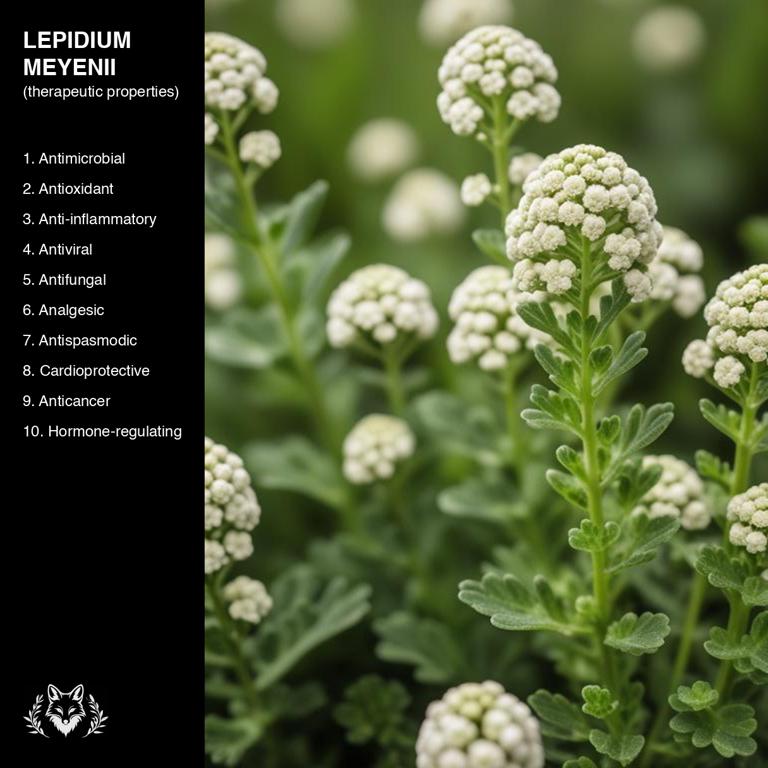 LEPIDIUM
MEYENII
(therapeutic properties)
1. Antimicrobial
2. Antioxidant
3. Anti-inflammatory
4. Antiviral
5. Antifungal
6. Analgesic
7. Antispasmodic
8. Cardioprotective
9. Anticancer
10. Hormone-regulating